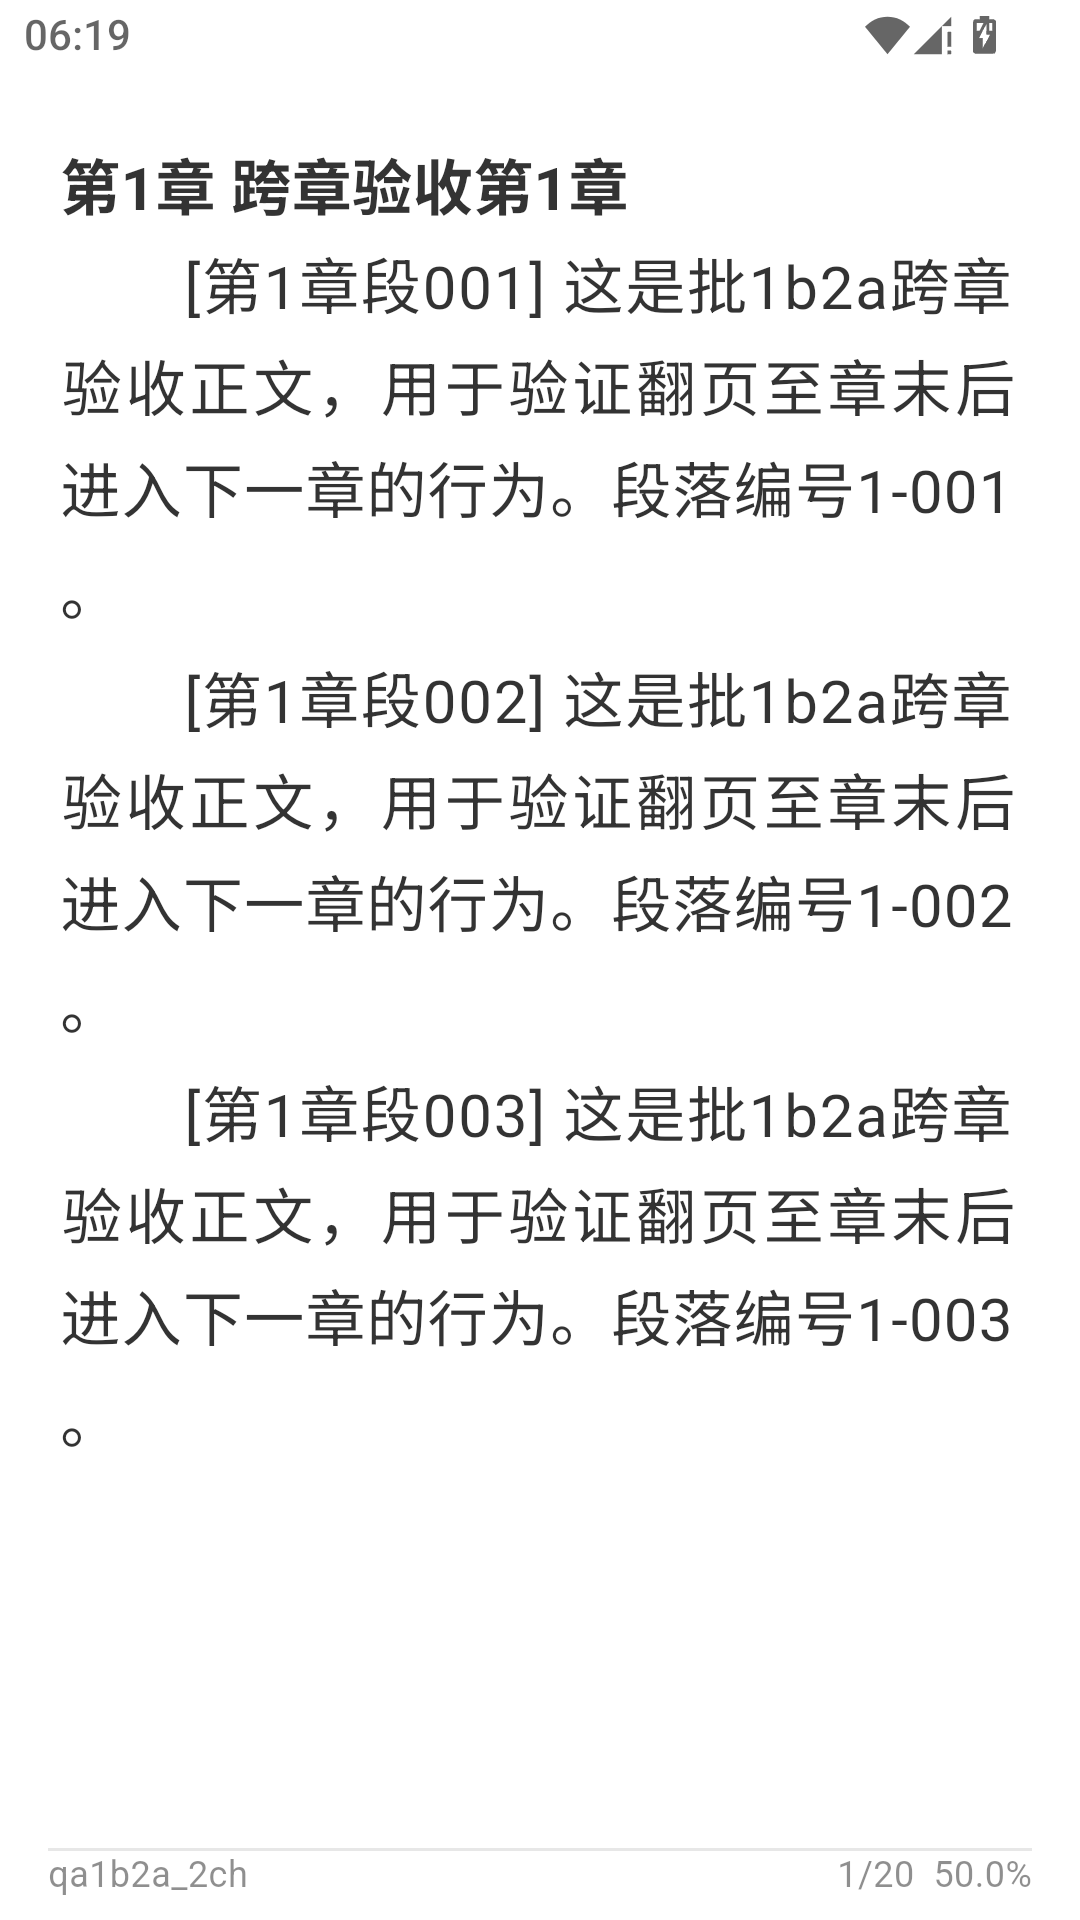 06:19
第1章 跨章验收第1章
[第1章段001] 这是批1b2a跨章
验收正文，用于验证翻页至章末后
进入下一章的行为。段落编号1-001
。
[第1章段002] 这是批1b2a跨章
验收正文，用于验证翻页至章末后
进入下一章的行为。段落编号1-002
。
[第1章段003] 这是批1b2a跨章
验收正文，用于验证翻页至章末后
进入下一章的行为。段落编号1-003
。
qa1b2a_2ch 1/20 50.0%